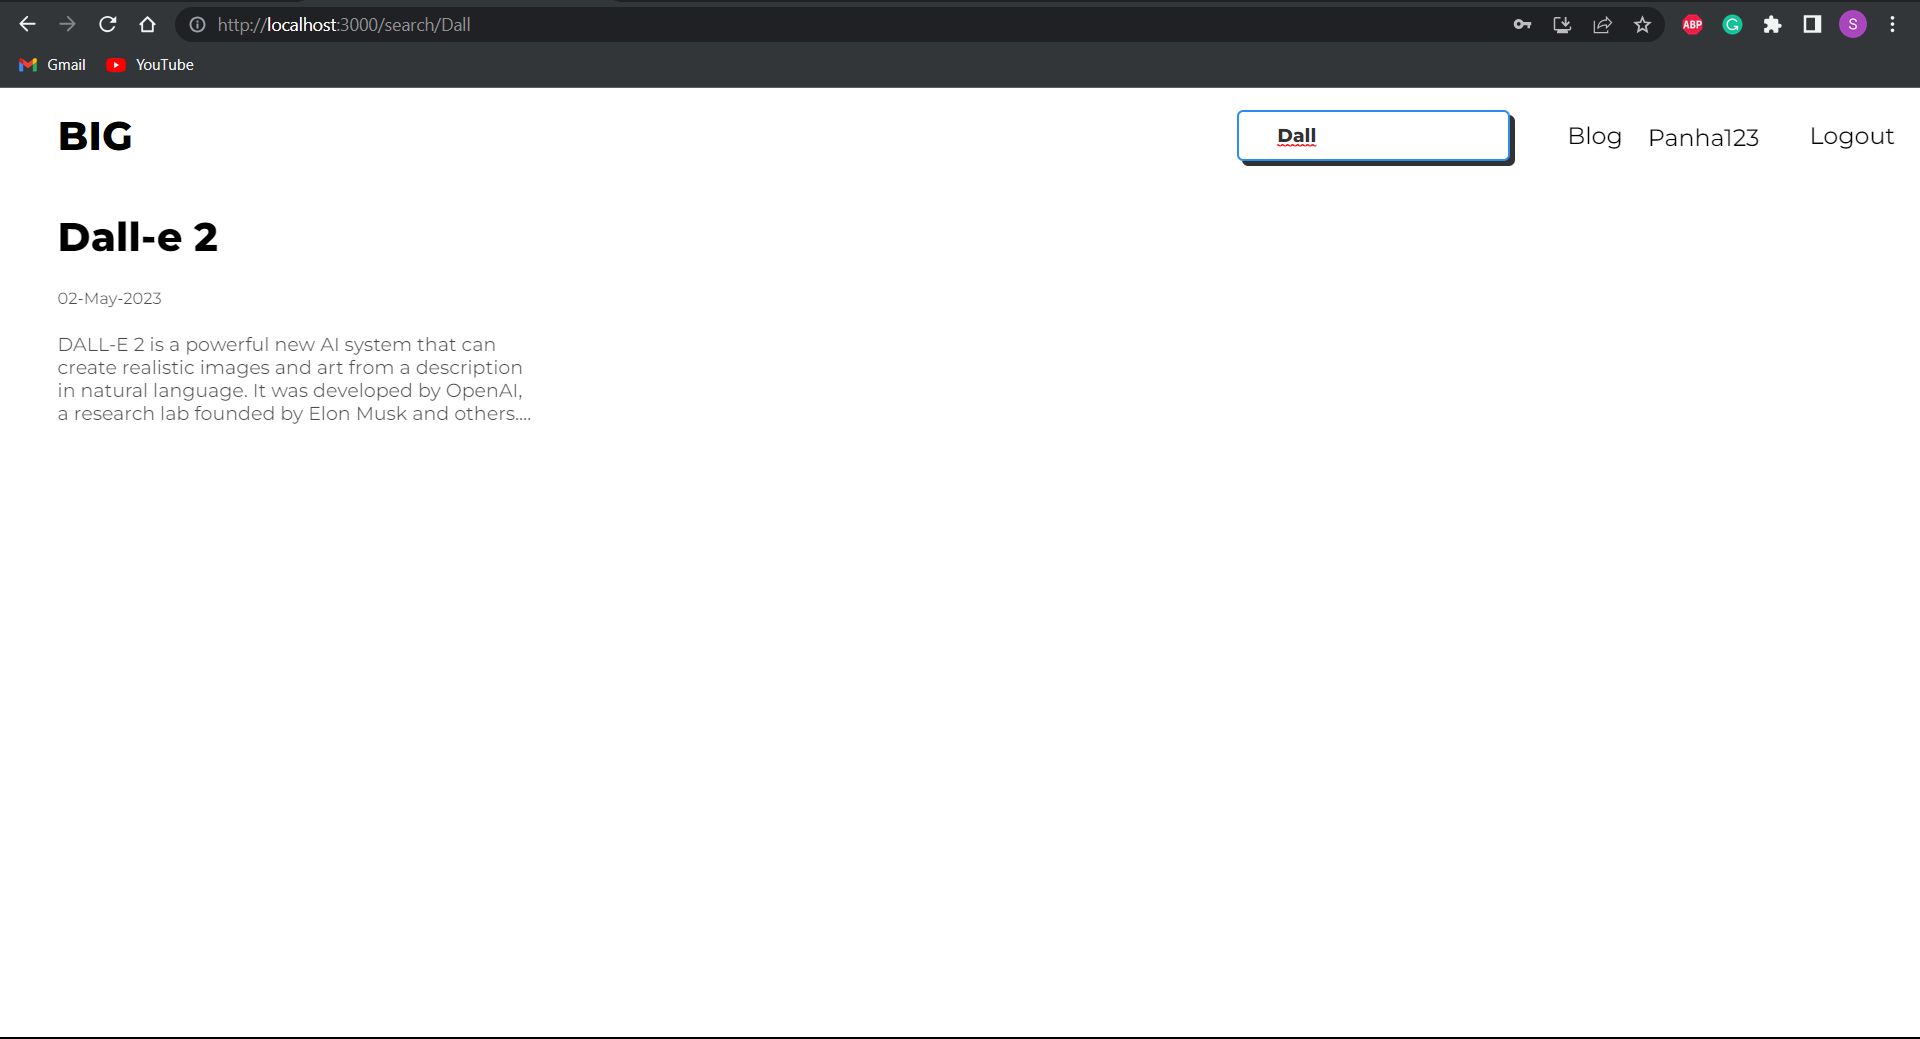 http://localhost:3000/search/Dall
ABP
G
S
Gmail
YouTube
BIG
Dall
Blog
Panha123
Logout
Dall-e 2
02-May-2023
DALL-E 2 is a powerful new AI system that can
create realistic images and art from a description
in natural language. It was developed by OpenAI,
a research lab founded by Elon Musk and others....